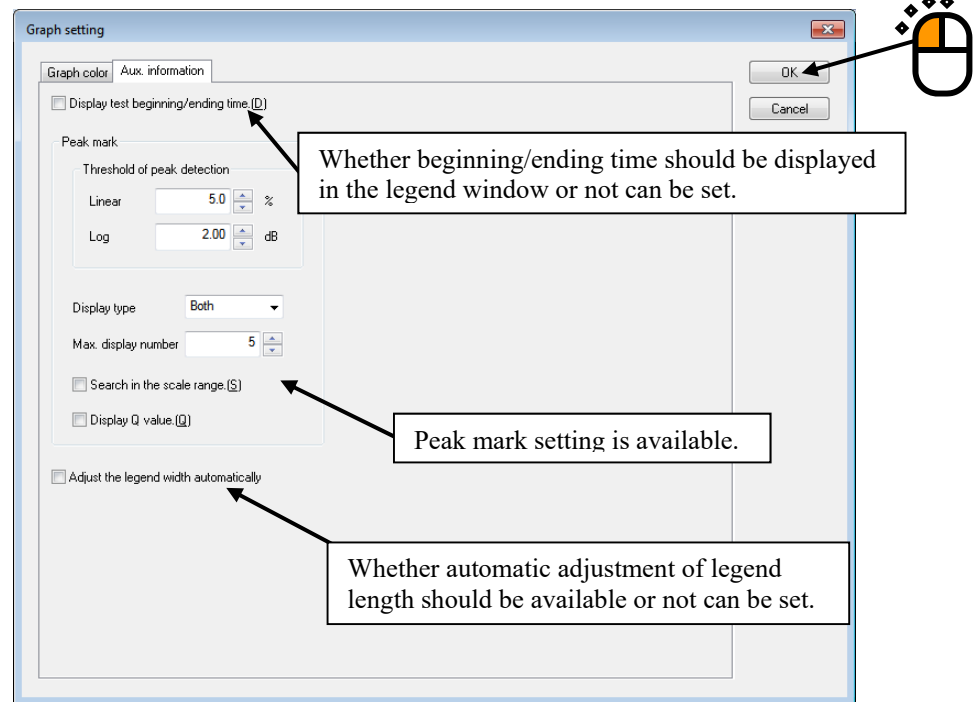 Graph setting
Graph color Aux. information
OK
Cancel
Display test beginning/ending time.(D)
Whether beginning/ending time should be displayed
in the legend window or not can be set.
Peak mark
Threshold of peak detection
Linear 5.0 %
Log 2.00 dB
Display type Both
Max. display number 5
Search in the scale range.(S)
Display Q value.(Q)
Peak mark setting is available.
Adjust the legend width automatically
Whether automatic adjustment of legend
length should be available or not can be set.